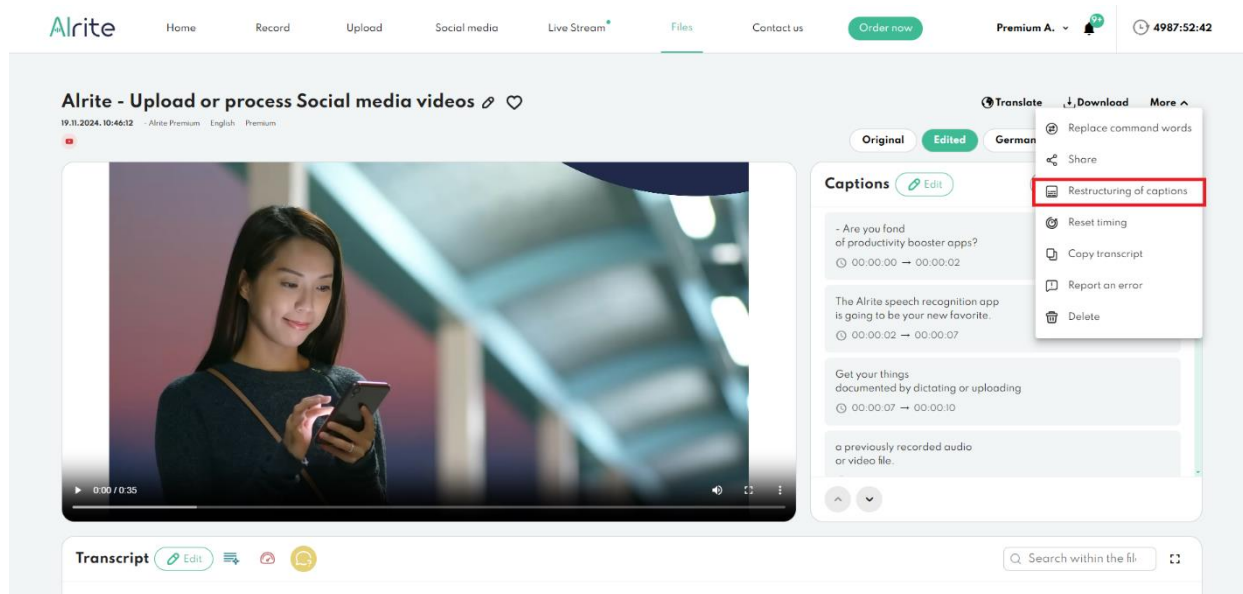 Alrite
Home Record Upload Social media Live Stream Files Contact us Order now Premium A. 9+ 4987:52:42
Alrite - Upload or process Social media videos
19.11.2024. 10:46:12 - Alrite Premium English Premium
Translate Download More
Original Edited German
Replace command words
Share
Restructuring of captions
Reset timing
Copy transcript
Report an error
Delete
Captions Edit
- Are you fond
of productivity booster apps?
00:00:00 → 00:00:02
The Alrite speech recognition app
is going to be your new favorite.
00:00:02 → 00:00:07
Get your things
documented by dictating or uploading
00:00:07 → 00:00:10
a previously recorded audio
or video file.
0:00 / 0:35
Transcript Edit
Search within the fil